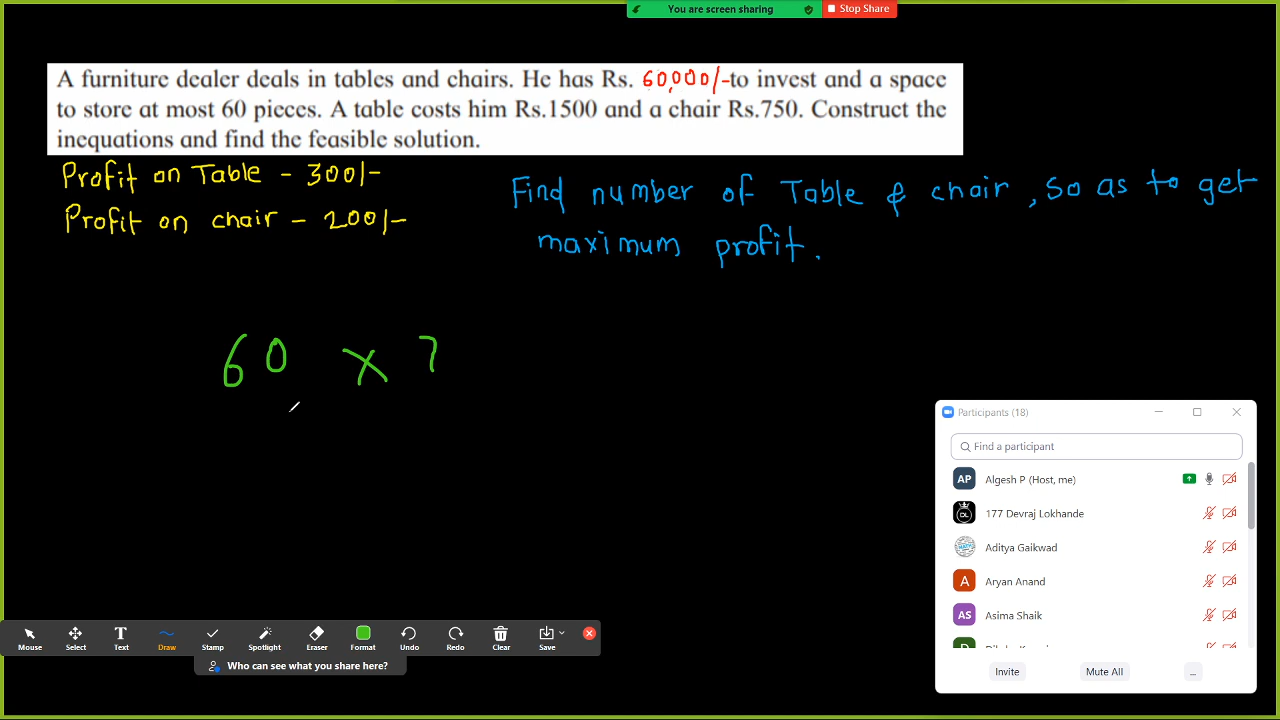 You are screen sharing
Stop Share
A furniture dealer deals in tables and chairs. He has Rs. 60,000/- to invest and a space
to store at most 60 pieces. A table costs him Rs.1500 and a chair Rs.750. Construct the
inequations and find the feasible solution.
Profit on Table - 300/-
Profit on chair - 200/-
Find number of Table & chair, so as to get
maximum profit.
60 x 7
Participants (18)
Find a participant
AP Algesh P (Host, me)
177 Devraj Lokhande
Aditya Gaikwad
A Aryan Anand
AS Asima Shaik
Invite Mute All ...
Mouse Select Text Draw Stamp Spotlight Eraser Format Undo Redo Clear Save
Who can see what you share here?